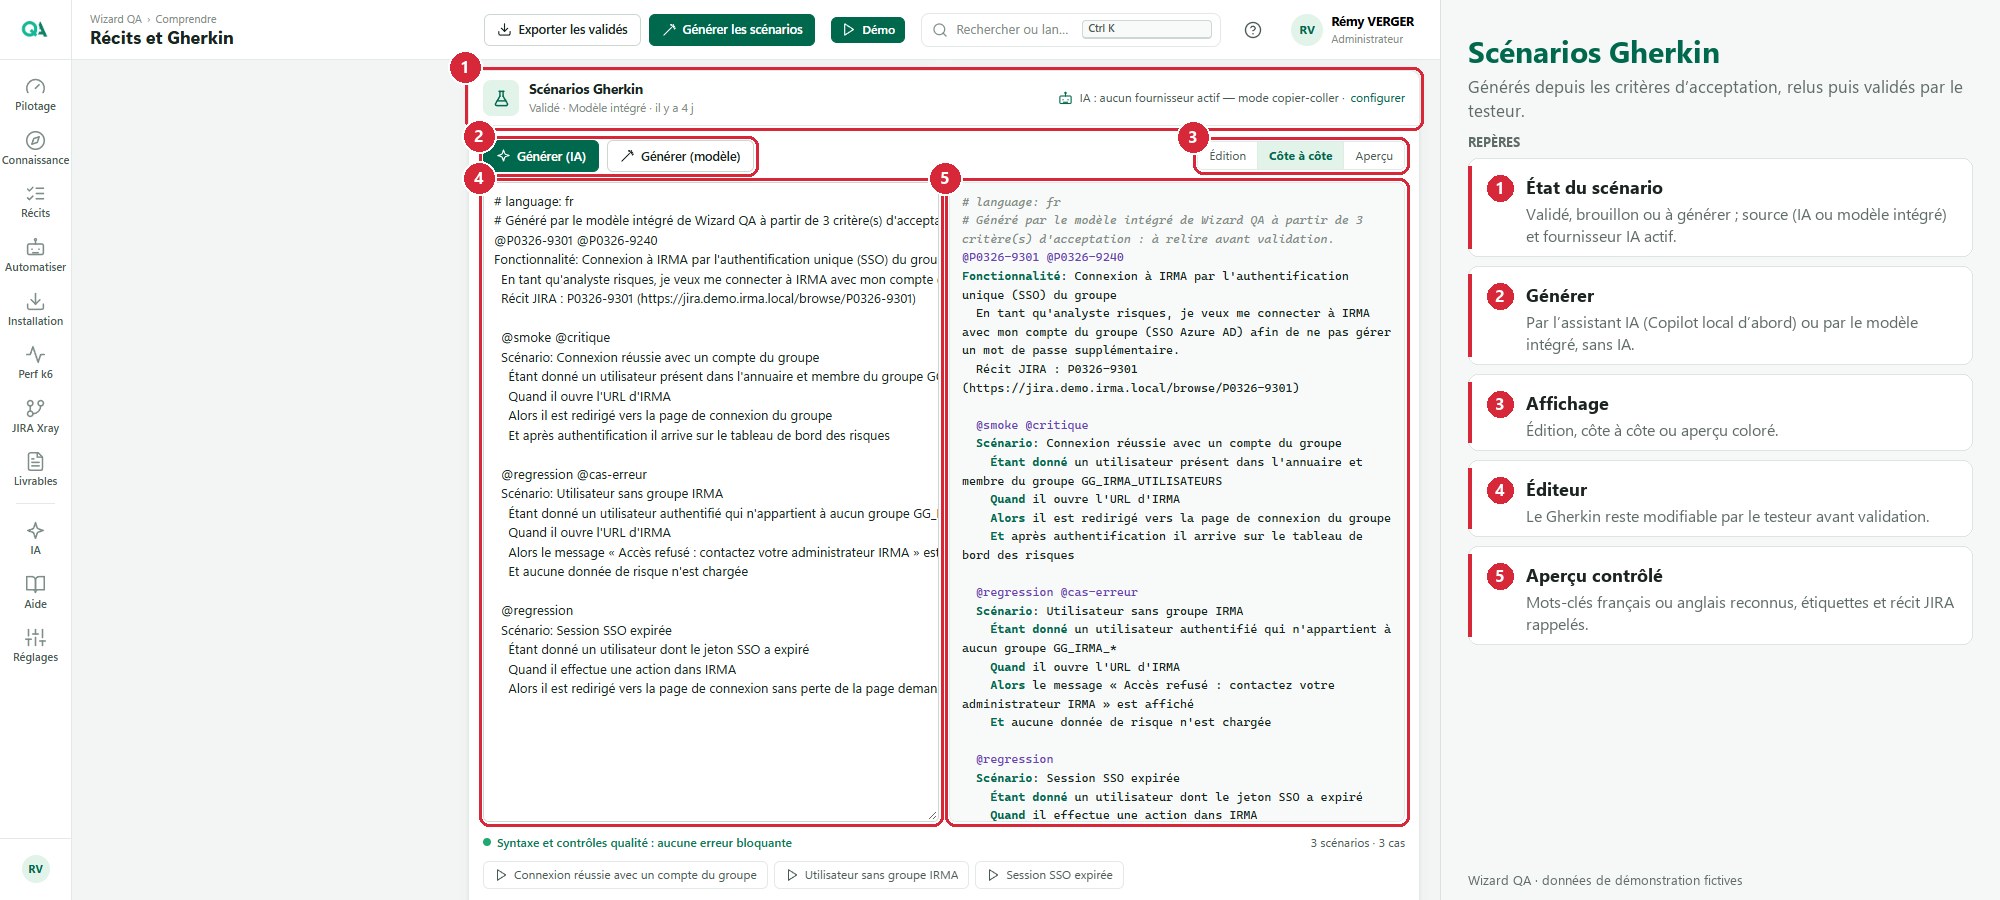 QA
Wizard QA › Comprendre
Récits et Gherkin
Exporter les validés
Générer les scénarios
Démo
Rechercher ou lan...
Ctrl K
RV
Rémy VERGER
Administrateur
Pilotage
Connaissance
Récits
Automatiser
Installation
Perf k6
JIRA Xray
Livrables
IA
Aide
Réglages
RV
1
Scénarios Gherkin
Validé · Modèle intégré · il y a 4 j
IA : aucun fournisseur actif — mode copier-coller · configurer
2
Générer (IA)
Générer (modèle)
3
Édition
Côte à côte
Aperçu
4
# language: fr
# Généré par le modèle intégré de Wizard QA à partir de 3 critère(s) d'accepta
@P0326-9301 @P0326-9240
Fonctionnalité: Connexion à IRMA par l'authentification unique (SSO) du grou
En tant qu'analyste risques, je veux me connecter à IRMA avec mon compte
Récit JIRA : P0326-9301 (https://jira.demo.irma.local/browse/P0326-9301)
@smoke @critique
Scénario: Connexion réussie avec un compte du groupe
Étant donné un utilisateur présent dans l'annuaire et membre du groupe G
Quand il ouvre l'URL d'IRMA
Alors il est redirigé vers la page de connexion du groupe
Et après authentification il arrive sur le tableau de bord des risques
@regression @cas-erreur
Scénario: Utilisateur sans groupe IRMA
Étant donné un utilisateur authentifié qui n'appartient à aucun groupe GG_
Quand il ouvre l'URL d'IRMA
Alors le message « Accès refusé : contactez votre administrateur IRMA » est
Et aucune donnée de risque n'est chargée
@regression
Scénario: Session SSO expirée
Étant donné un utilisateur dont le jeton SSO a expiré
Quand il effectue une action dans IRMA
Alors il est redirigé vers la page de connexion sans perte de la page deman
5
# language: fr
# Généré par le modèle intégré de Wizard QA à partir de 3
critère(s) d'acceptation : à relire avant validation.
@P0326-9301 @P0326-9240
Fonctionnalité: Connexion à IRMA par l'authentification
unique (SSO) du groupe
En tant qu'analyste risques, je veux me connecter à IRMA
avec mon compte du groupe (SSO Azure AD) afin de ne pas gérer
un mot de passe supplémentaire.
Récit JIRA : P0326-9301
(https://jira.demo.irma.local/browse/P0326-9301)
@smoke @critique
Scénario: Connexion réussie avec un compte du groupe
Étant donné un utilisateur présent dans l'annuaire et
membre du groupe GG_IRMA_UTILISATEURS
Quand il ouvre l'URL d'IRMA
Alors il est redirigé vers la page de connexion du groupe
Et après authentification il arrive sur le tableau de
bord des risques
@regression @cas-erreur
Scénario: Utilisateur sans groupe IRMA
Étant donné un utilisateur authentifié qui n'appartient à
aucun groupe GG_IRMA_*
Quand il ouvre l'URL d'IRMA
Alors le message « Accès refusé : contactez votre
administrateur IRMA » est affiché
Et aucune donnée de risque n'est chargée
@regression
Scénario: Session SSO expirée
Étant donné un utilisateur dont le jeton SSO a expiré
Quand il effectue une action dans IRMA
Syntaxe et contrôles qualité : aucune erreur bloquante
3 scénarios · 3 cas
Connexion réussie avec un compte du groupe
Utilisateur sans groupe IRMA
Session SSO expirée
Scénarios Gherkin
Générés depuis les critères d’acceptation, relus puis validés par le
testeur.
REPÈRES
1 État du scénario
Validé, brouillon ou à générer ; source (IA ou modèle intégré)
et fournisseur IA actif.
2 Générer
Par l’assistant IA (Copilot local d’abord) ou par le modèle
intégré, sans IA.
3 Affichage
Édition, côte à côte ou aperçu coloré.
4 Éditeur
Le Gherkin reste modifiable par le testeur avant validation.
5 Aperçu contrôlé
Mots-clés français ou anglais reconnus, étiquettes et récit JIRA
rappelés.
Wizard QA · données de démonstration fictives